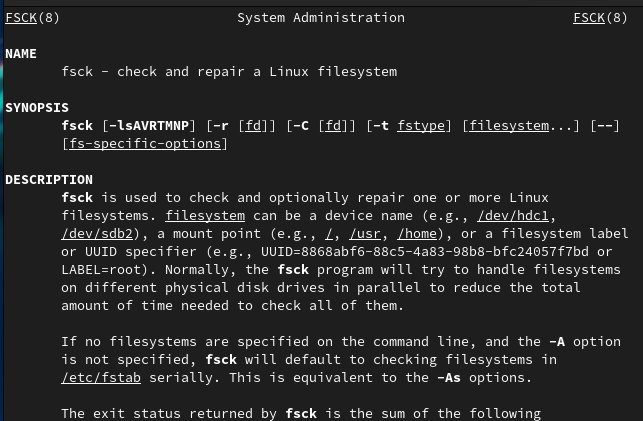 FSCK(8) System Administration FSCK(8)
NAME
fsck - check and repair a Linux filesystem
SYNOPSIS
fsck [-lsAVRTMNP] [-r [fd]] [-C [fd]] [-t fstype] [filesystem...] [--]
[fs-specific-options]
DESCRIPTION
fsck is used to check and optionally repair one or more Linux
filesystems. filesystem can be a device name (e.g., /dev/hdc1,
/dev/sdb2), a mount point (e.g., /, /usr, /home), or a filesystem label
or UUID specifier (e.g., UUID=8868abf6-88c5-4a83-98b8-bfc24057f7bd or
LABEL=root). Normally, the fsck program will try to handle filesystems
on different physical disk drives in parallel to reduce the total
amount of time needed to check all of them.
If no filesystems are specified on the command line, and the -A option
is not specified, fsck will default to checking filesystems in
/etc/fstab serially. This is equivalent to the -As options.
The exit status returned by fsck is the sum of the following